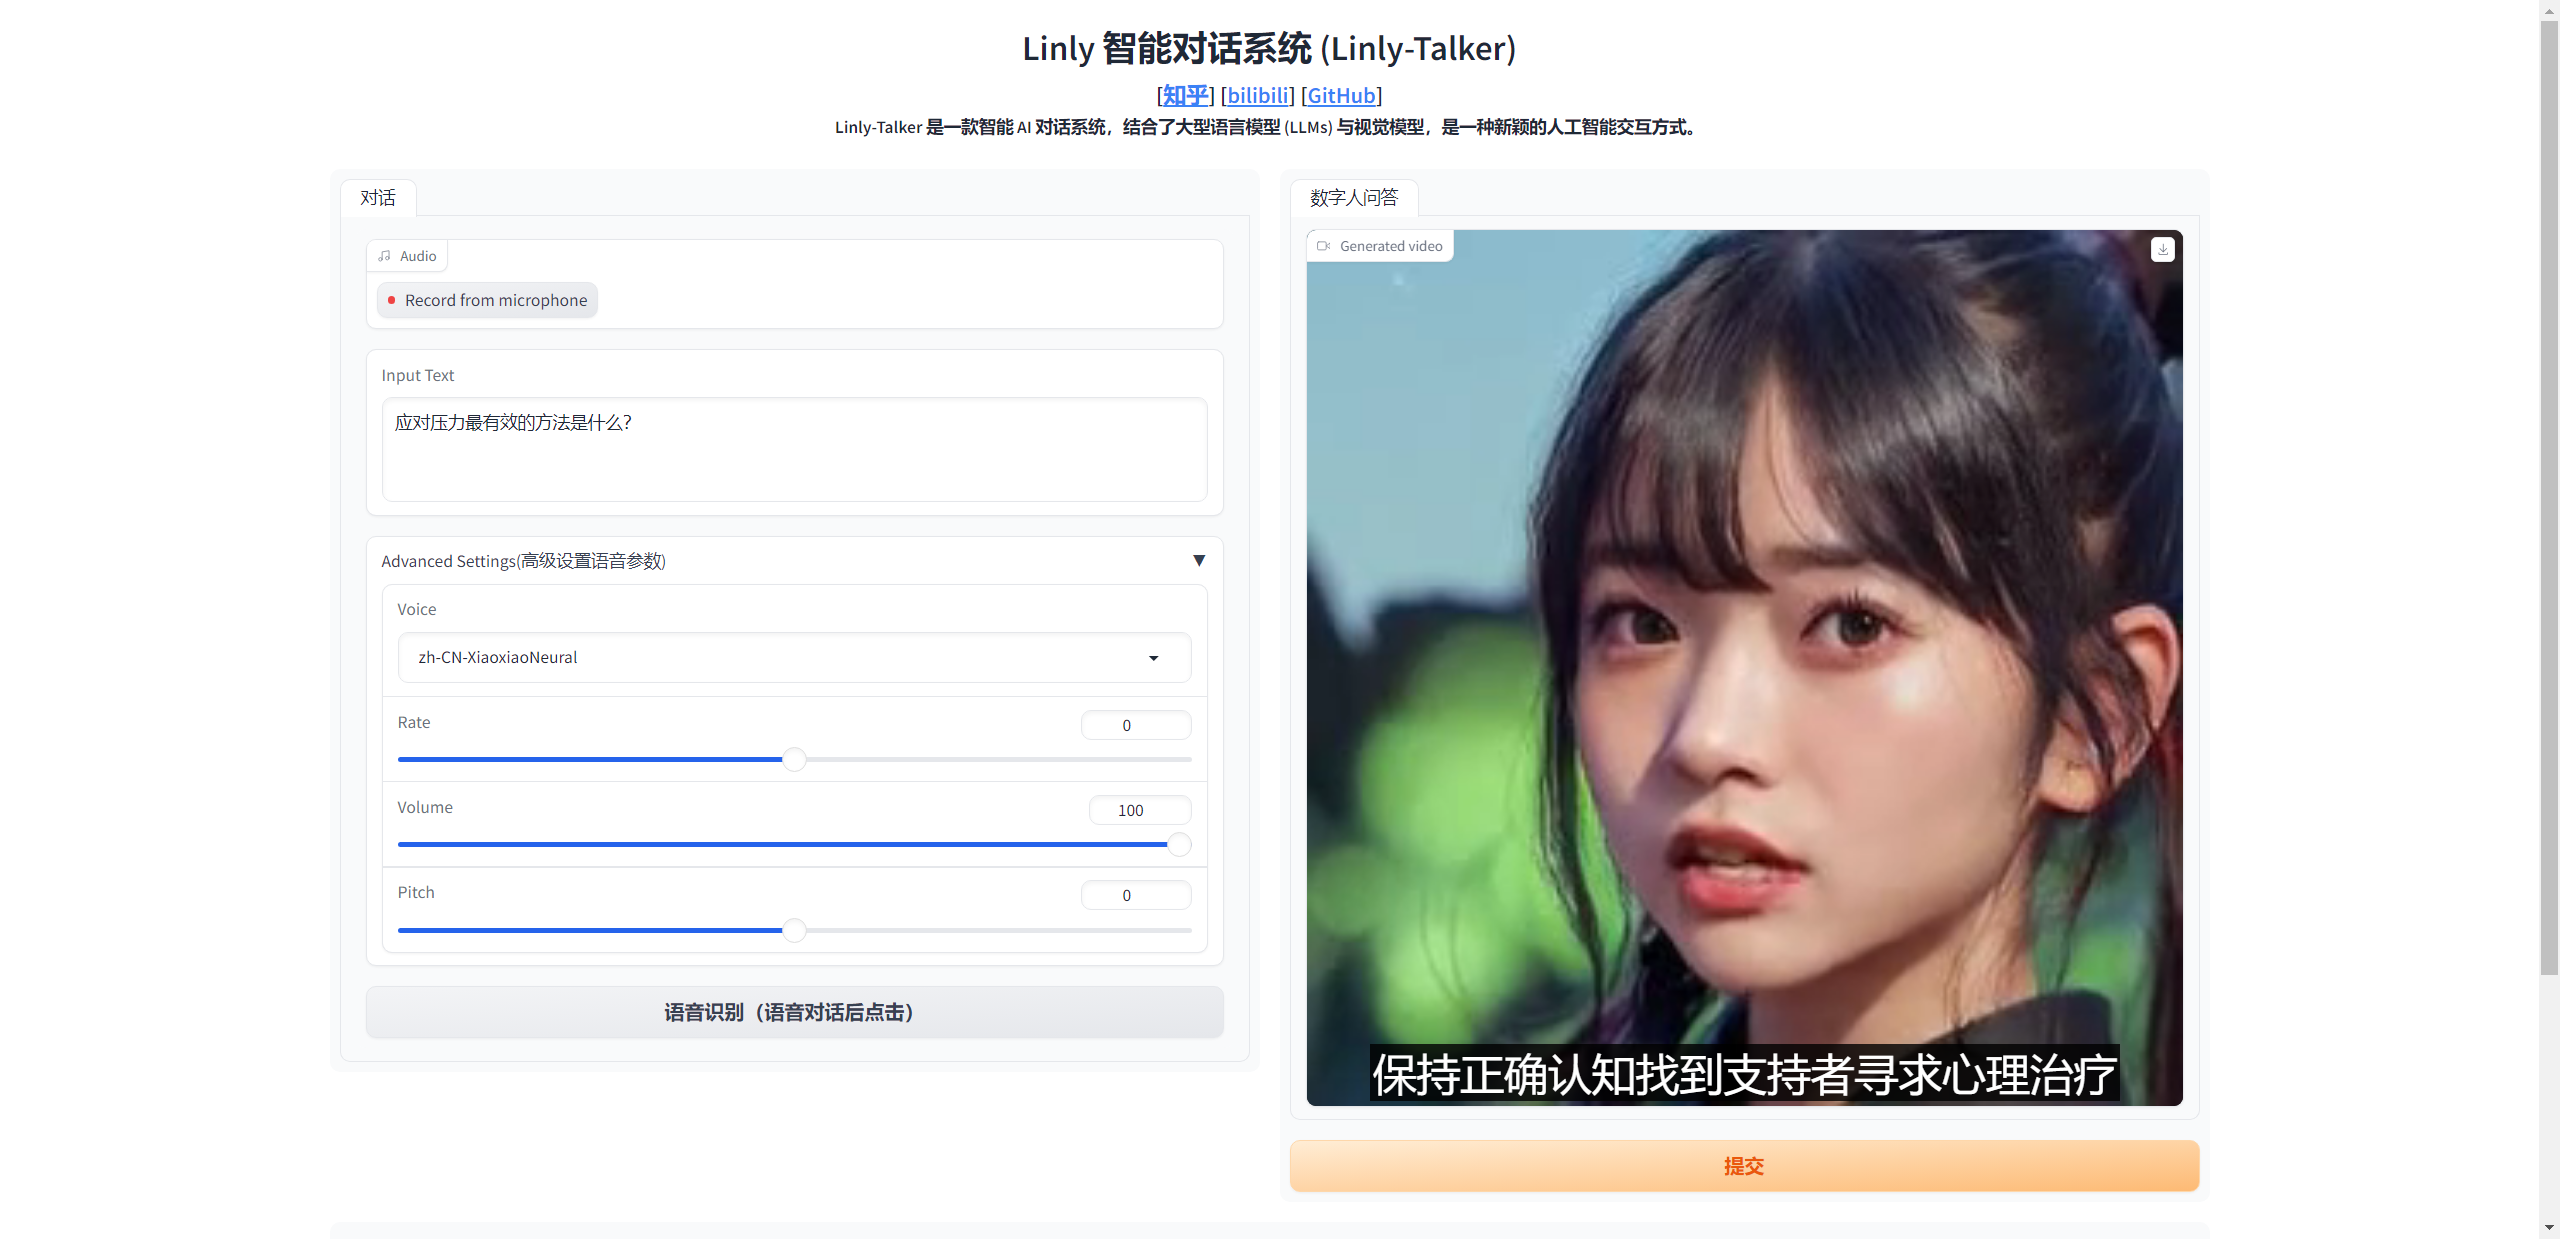 Linly 智能对话系统 (Linly-Talker)
[知乎] [bilibili] [GitHub]
Linly-Talker 是一款智能 AI 对话系统，结合了大型语言模型 (LLMs) 与视觉模型，是一种新颖的人工智能交互方式。
对话
Audio
Record from microphone
Input Text
应对压力最有效的方法是什么？
Advanced Settings(高级设置语音参数)
▼
Voice
zh-CN-XiaoxiaoNeural
Rate
0
Volume
100
Pitch
0
语音识别（语音对话后点击）
数字人问答
Generated video
保持正确认知找到支持者寻求心理治疗
提交